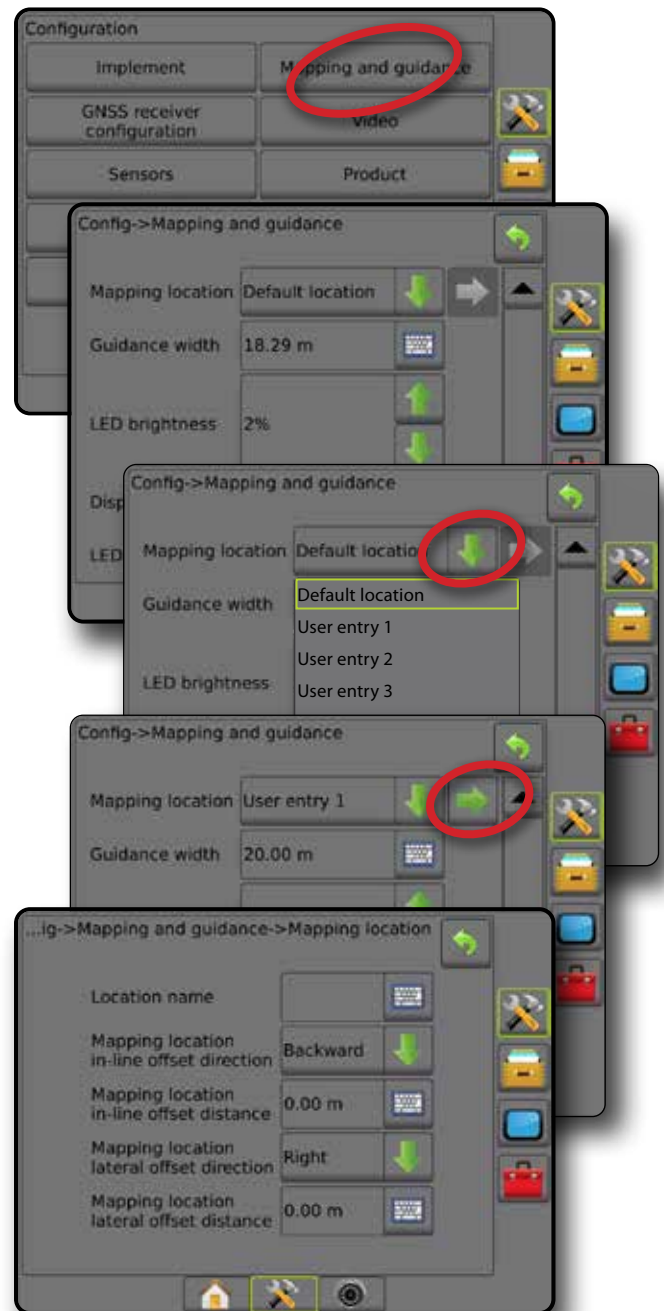 Configuration
Implement
Mapping and guidance
GNSS receiver
configuration
Video
Sensors
Product
Config->Mapping and guidance
Mapping location
Default location
Guidance width
18.29 m
LED brightness
2%
Disp
LED
Config->Mapping and guidance
Mapping location
Default location
Guidance width
Default location
User entry 1
User entry 2
User entry 3
LED brightness
Config->Mapping and guidance
Mapping location
User entry 1
Guidance width
20.00 m
...ig->Mapping and guidance->Mapping location
Location name
Mapping location
in-line offset direction
Backward
Mapping location
in-line offset distance
0.00 m
Mapping location
lateral offset direction
Right
Mapping location
lateral offset distance
0.00 m